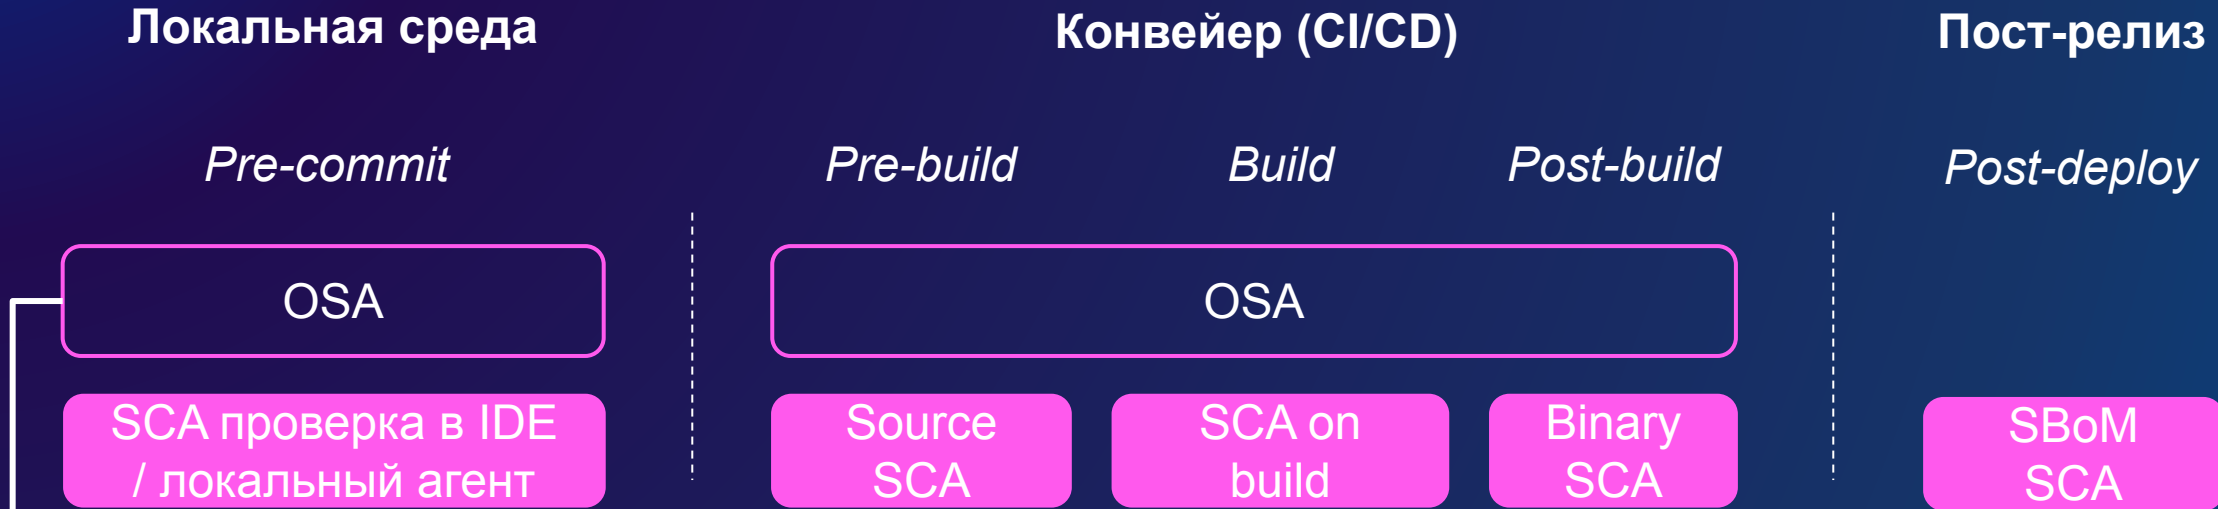 Локальная среда
Конвейер (CI/CD)
Пост-релиз
Pre-commit
Pre-build
Build
Post-build
Post-deploy
OSA
OSA
SCA проверка в IDE
/ локальный агент
Source
SCA
SCA on
build
Binary
SCA
SBoM
SCA